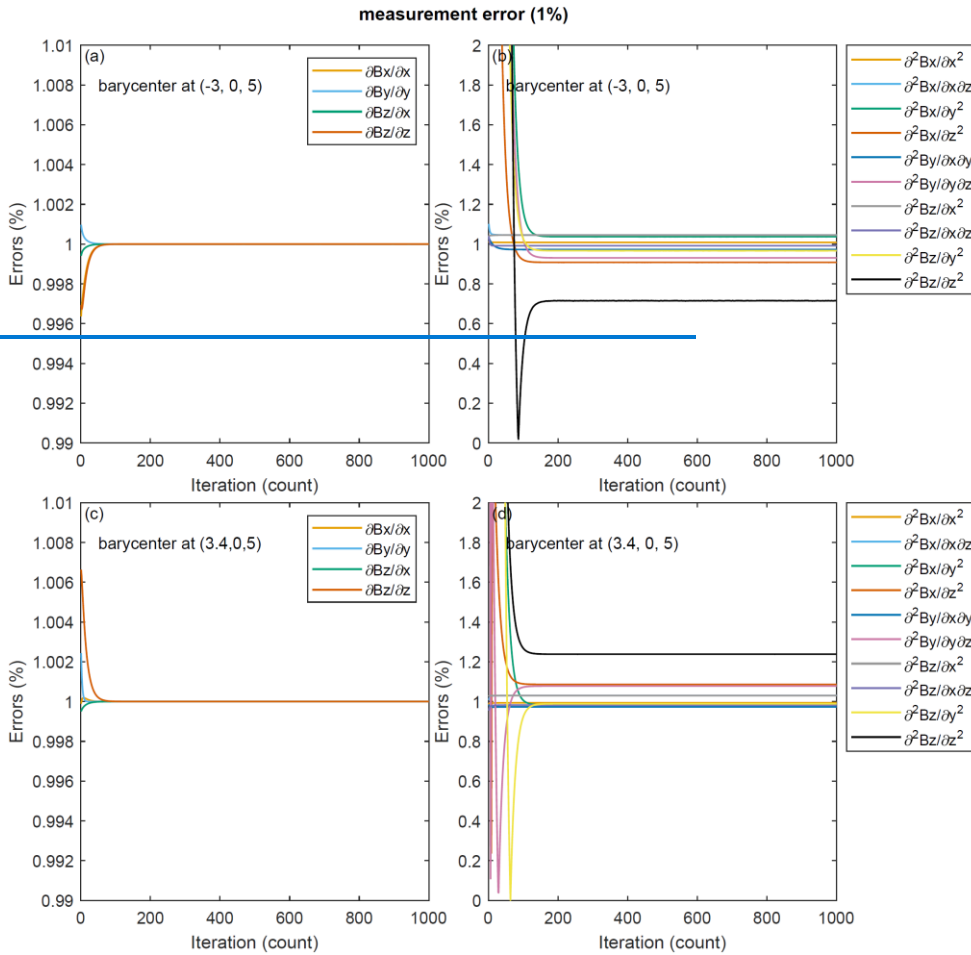 measurement error (1%)
(a)
barycenter at (-3, 0, 5)
∂Bx/∂x
∂By/∂y
∂Bz/∂x
∂Bz/∂z
1.01
1.008
1.006
1.004
1.002
1
0.998
0.996
0.994
0.992
0.99
Errors (%)
0 200 400 600 800 1000
Iteration (count)
(b)
barycenter at (-3, 0, 5)
2
1.8
1.6
1.4
1.2
1
0.8
0.6
0.4
0.2
0
Errors (%)
0 200 400 600 800 1000
Iteration (count)
∂²Bx/∂x²
∂²Bx/∂x∂z
∂²Bx/∂y²
∂²Bx/∂z²
∂²By/∂x∂y
∂²By/∂y∂z
∂²Bz/∂x²
∂²Bz/∂x∂z
∂²Bz/∂y²
∂²Bz/∂z²
(c)
barycenter at (3.4,0,5)
∂Bx/∂x
∂By/∂y
∂Bz/∂x
∂Bz/∂z
1.01
1.008
1.006
1.004
1.002
1
0.998
0.996
0.994
0.992
0.99
Errors (%)
0 200 400 600 800 1000
Iteration (count)
(d)
barycenter at (3.4, 0, 5)
2
1.8
1.6
1.4
1.2
1
0.8
0.6
0.4
0.2
0
Errors (%)
0 200 400 600 800 1000
Iteration (count)
∂²Bx/∂x²
∂²Bx/∂x∂z
∂²Bx/∂y²
∂²Bx/∂z²
∂²By/∂x∂y
∂²By/∂y∂z
∂²Bz/∂x²
∂²Bz/∂x∂z
∂²Bz/∂y²
∂²Bz/∂z²